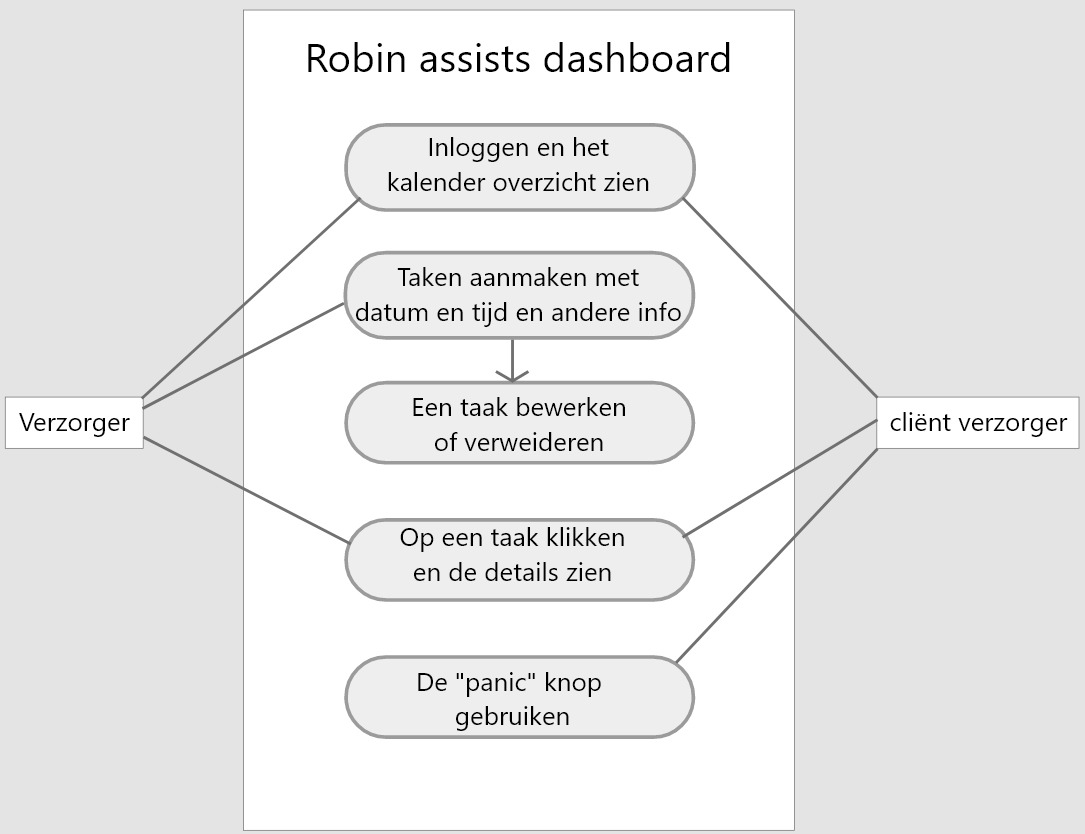 Robin assists dashboard
Inloggen en het
kalender overzicht zien
Taken aanmaken met
datum en tijd en andere info
Een taak bewerken
of verweideren
Op een taak klikken
en de details zien
De "panic" knop
gebruiken
Verzorger
cliënt verzorger